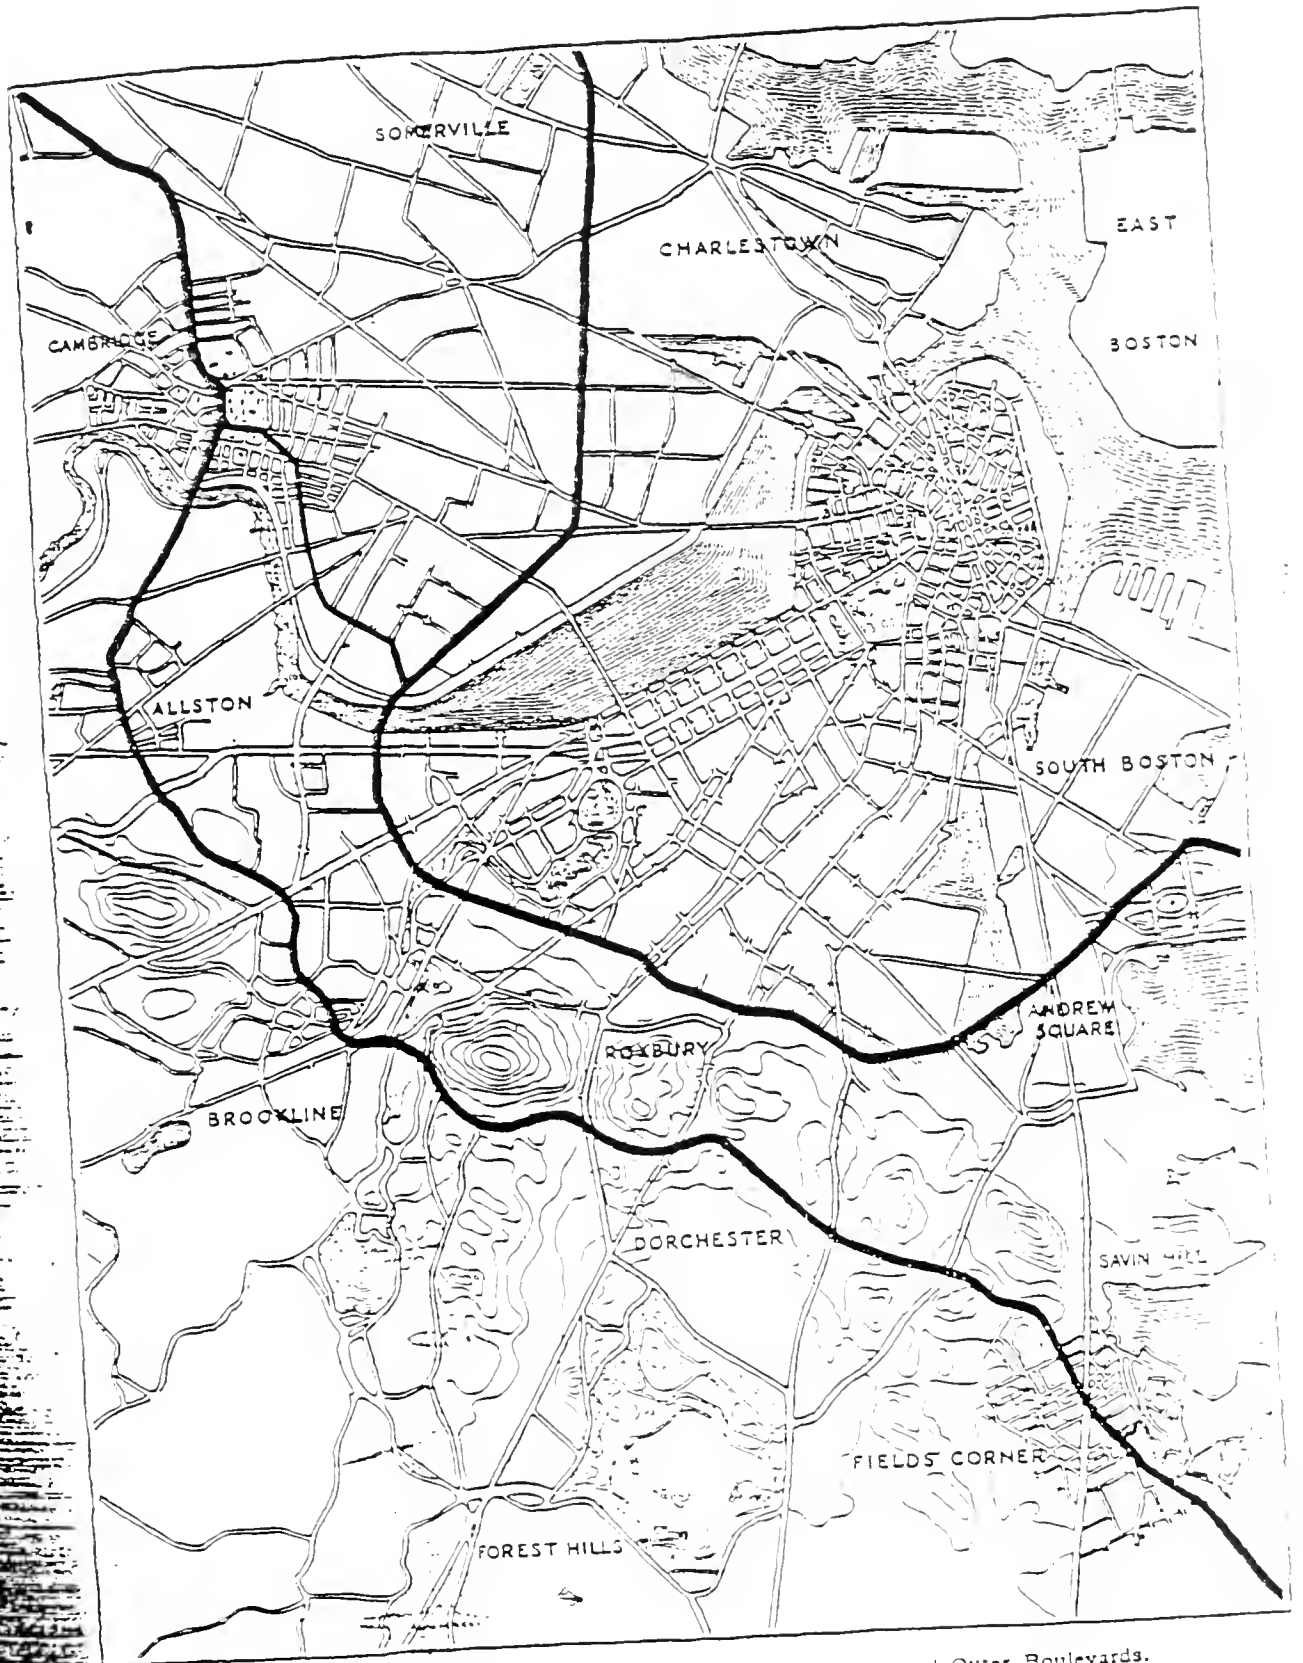 SOMERVILLE
CHARLESTOWN
EAST
BOSTON
CAMBRIDGE
ALLSTON
SOUTH BOSTON
ANDREW
SQUARE
ROXBURY
BROOKLINE
DORCHESTER
SAVIN HILL
FIELDS CORNER
FOREST HILLS
Outer Boulevards.